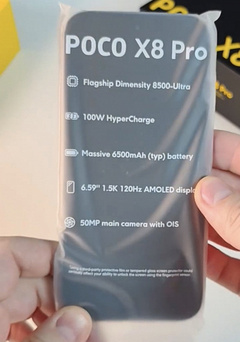 POCO X8 Pro
Flagship Dimensity 8500-Ultra
100W HyperCharge
Massive 6500mAh (typ) battery
6.59" 1.5K 120Hz AMOLED display
50MP main camera with OIS